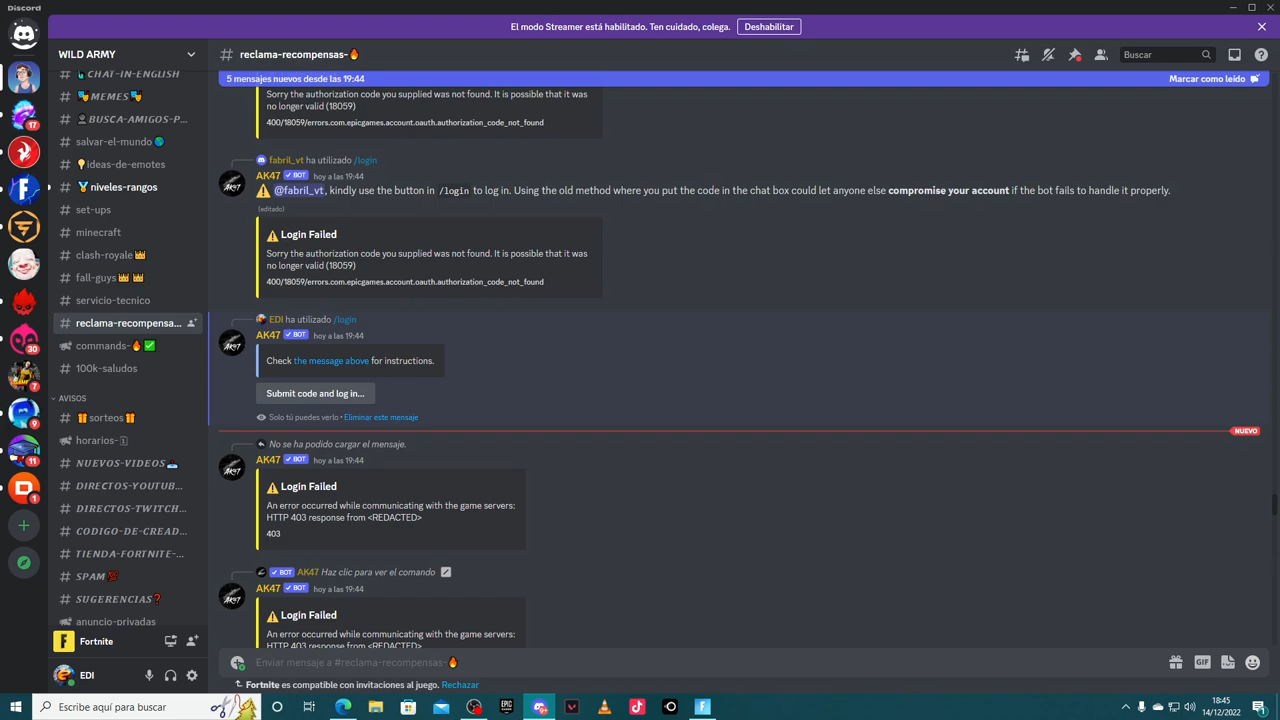 Discord
El modo Streamer está habilitado. Ten cuidado, colega. Deshabilitar
WILD ARMY
reclama-recompensas-🔥
Buscar
5 mensajes nuevos desde las 19:44
Marcar como leído
CHAT-IN-ENGLISH
MEMES
BUSCA-AMIGOS-P...
salvar-el-mundo
ideas-de-emotes
niveles-rangos
set-ups
minecraft
clash-royale
fall-guys
servicio-tecnico
reclama-recompensa...
commands-🔥✅
100k-saludos
AVISOS
sorteos
horarios-
NUEVOS-VIDEOS
DIRECTOS-YOUTUB...
DIRECTOS-TWITCH...
CODIGO-DE-CREAD...
TIENDA-FORTNITE-...
SPAM💯
SUGERENCIAS❓
anuncio-privadas
17
30
7
9
11
1
Fortnite
EDI
Sorry the authorization code you supplied was not found. It is possible that it was
no longer valid (18059)
400/18059/errors.com.epicgames.account.oauth.authorization_code_not_found
fabril_vt ha utilizado /login
AK47 ✓ BOT hoy a las 19:44
⚠️ @fabril_vt, kindly use the button in /login to log in. Using the old method where you put the code in the chat box could let anyone else compromise your account if the bot fails to handle it properly.
(editado)
⚠️ Login Failed
Sorry the authorization code you supplied was not found. It is possible that it was
no longer valid (18059)
400/18059/errors.com.epicgames.account.oauth.authorization_code_not_found
EDI ha utilizado /login
AK47 ✓ BOT hoy a las 19:44
Check the message above for instructions.
Submit code and log in...
Solo tú puedes verlo • Eliminar este mensaje
NUEVO
No se ha podido cargar el mensaje.
AK47 ✓ BOT hoy a las 19:44
⚠️ Login Failed
An error occurred while communicating with the game servers:
HTTP 403 response from <REDACTED>
403
✓ BOT AK47 Haz clic para ver el comando
AK47 ✓ BOT hoy a las 19:44
⚠️ Login Failed
An error occurred while communicating with the game servers:
HTTP 403 response from <REDACTED>
Enviar mensaje a #reclama-recompensas-🔥
GIF
Fortnite es compatible con invitaciones al juego. Rechazar
Escribe aquí para buscar
18:45
14/12/2022